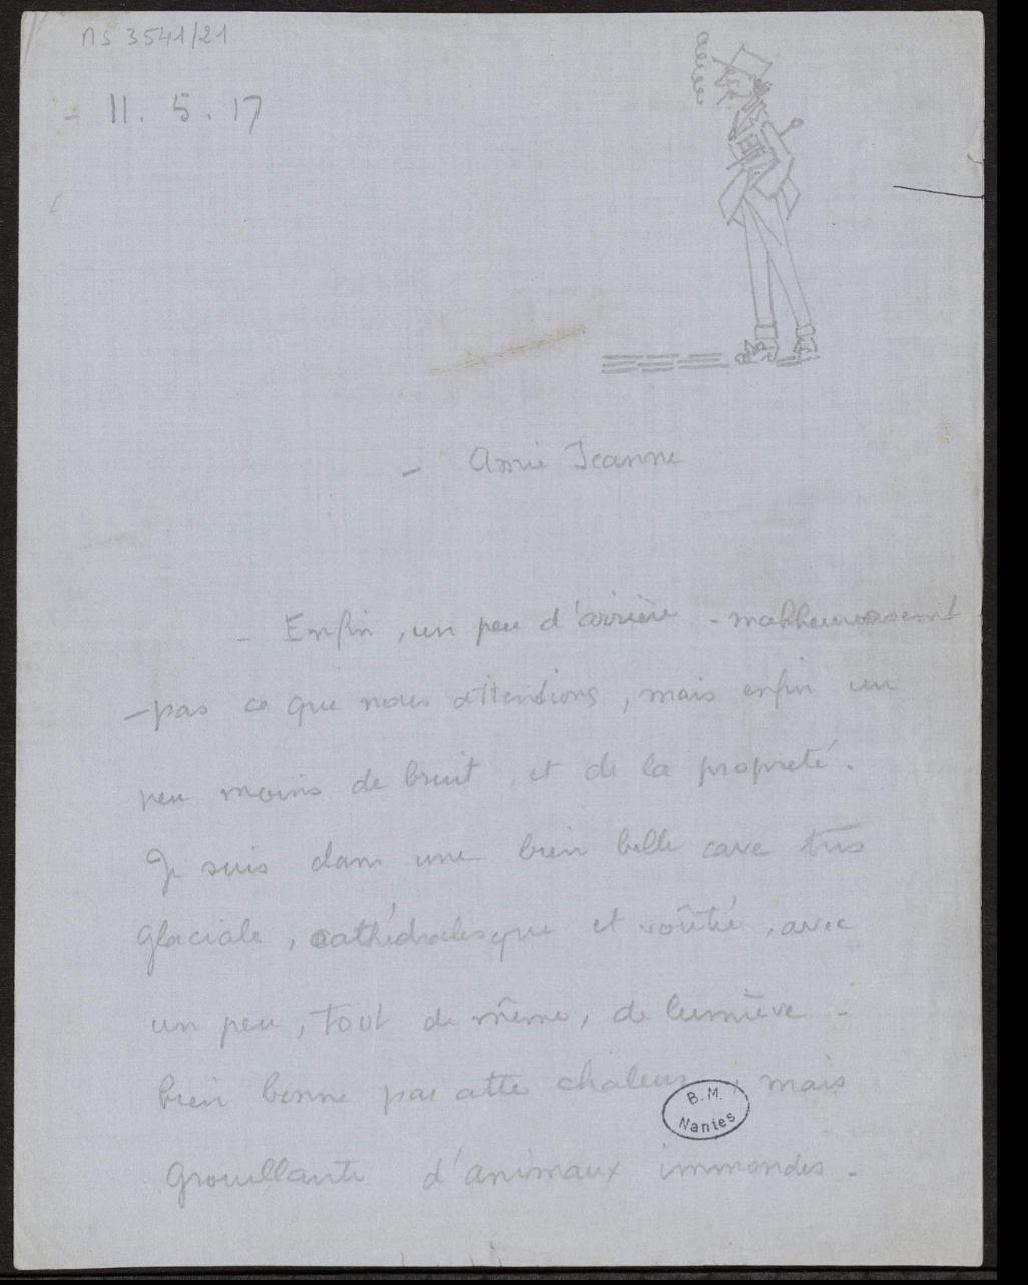 ms 3541/21
- 11. 5. 17
- Amie Jeanne
- Enfin, un peu d'arrière - malheureusement
- pas ce que nous attendions, mais enfin un
peu moins de bruit, et de la propreté.
Je suis dans une bien belle cave très
glaciale, cathédralesque et voûtée, avec
un peu, tout de même, de lumière -
bien bonne par cette chaleur, mais
grouillante d'animaux immondes.
B. M.
Nantes